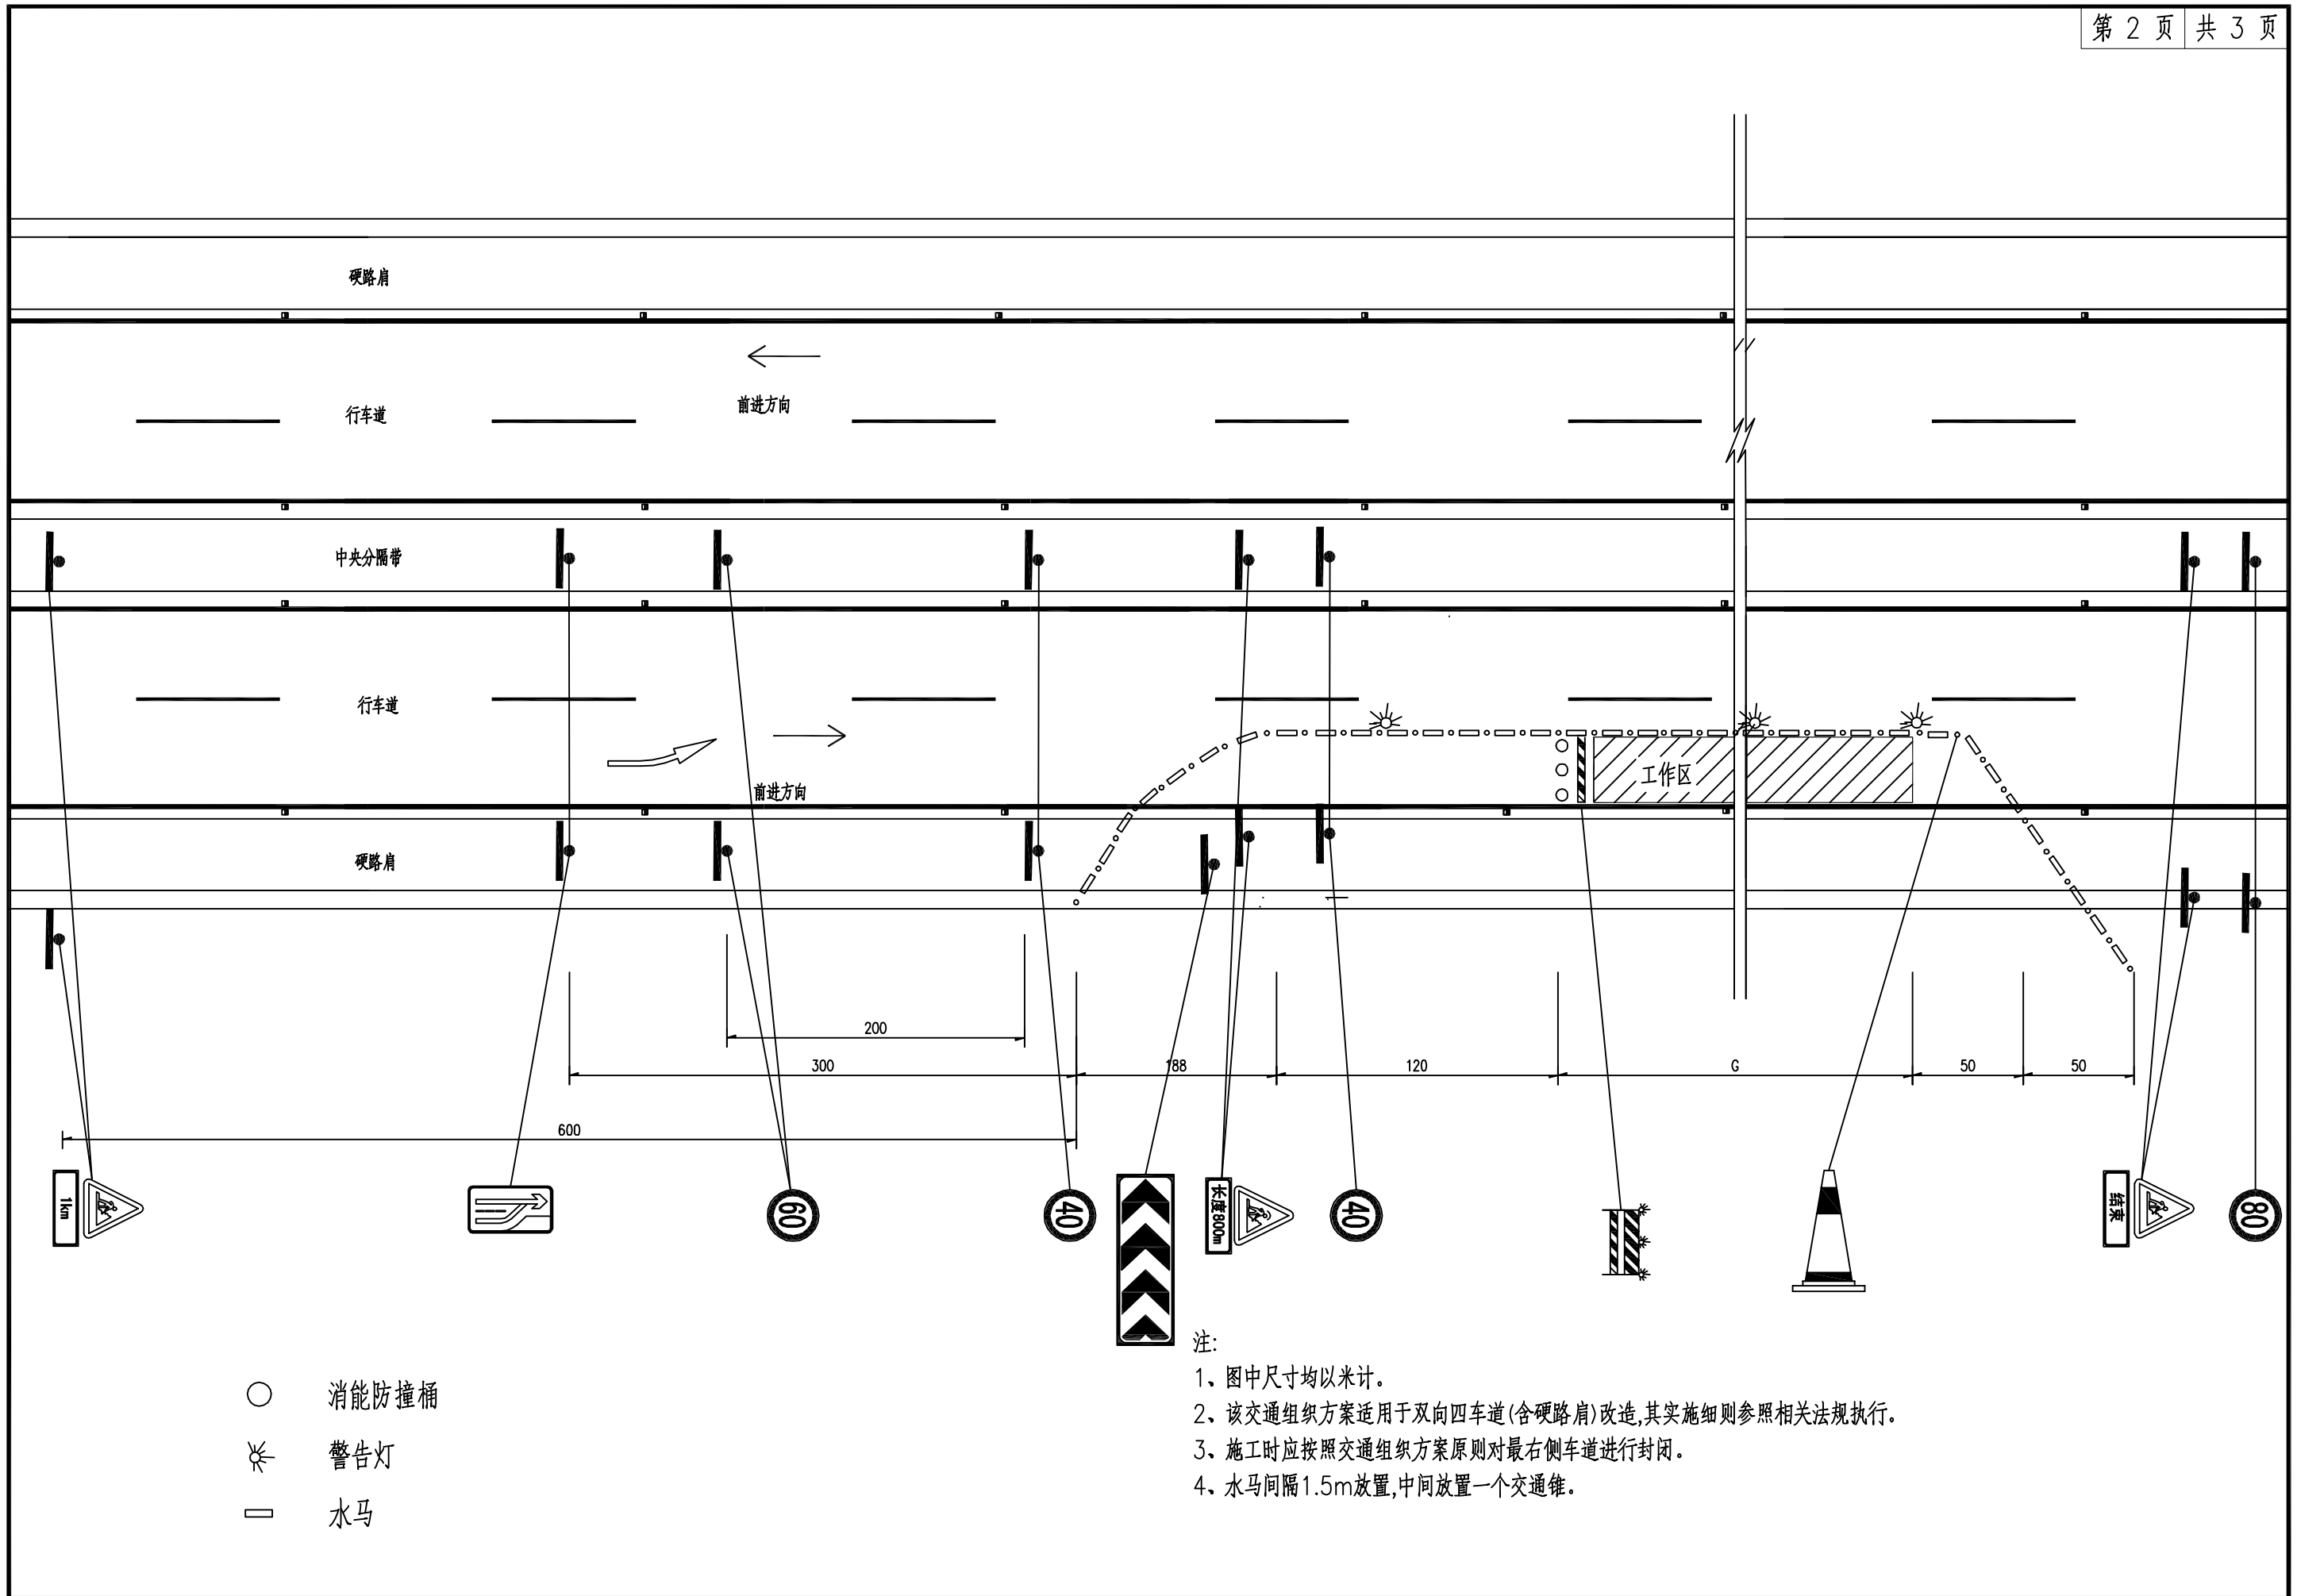 第 2 页 共 3 页
硬路肩
行车道
前进方向
中央分隔带
行车道
前进方向
工作区
硬路肩
200
300
188
120
G
50
50
600
1km
60
40
长度800m
40
结束
80
消能防撞桶
警告灯
水马
注:
1、图中尺寸均以米计。
2、该交通组织方案适用于双向四车道(含硬路肩)改造,其实施细则参照相关法规执行。
3、施工时应按照交通组织方案原则对最右侧车道进行封闭。
4、水马间隔1.5m放置,中间放置一个交通锥。